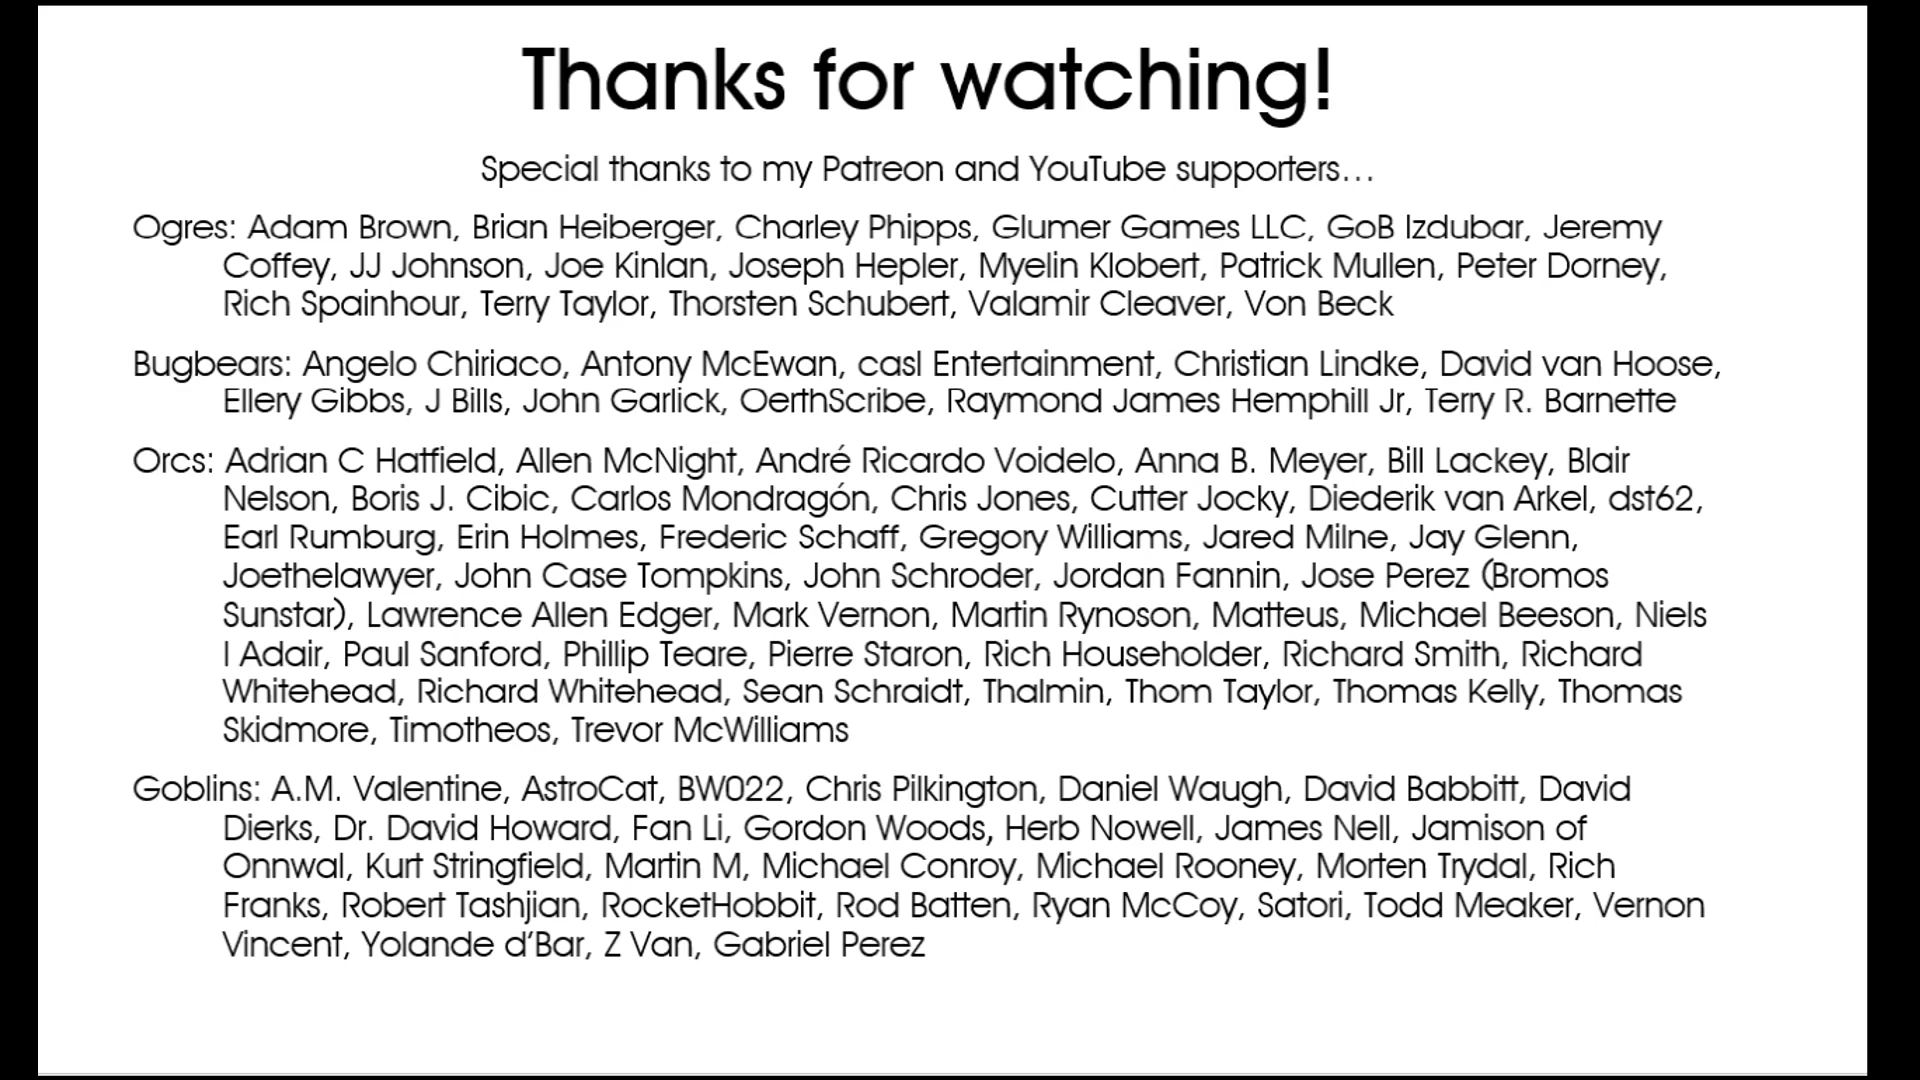 Thanks for watching!
Special thanks to my Patreon and YouTube supporters…
Ogres: Adam Brown, Brian Heiberger, Charley Phipps, Glumer Games LLC, GoB Izdubar, Jeremy
Coffey, JJ Johnson, Joe Kinlan, Joseph Hepler, Myelin Klobert, Patrick Mullen, Peter Dorney,
Rich Spainhour, Terry Taylor, Thorsten Schubert, Valamir Cleaver, Von Beck
Bugbears: Angelo Chiriaco, Antony McEwan, casl Entertainment, Christian Lindke, David van Hoose,
Ellery Gibbs, J Bills, John Garlick, OerthScribe, Raymond James Hemphill Jr, Terry R. Barnette
Orcs: Adrian C Hatfield, Allen McNight, André Ricardo Voidelo, Anna B. Meyer, Bill Lackey, Blair
Nelson, Boris J. Cibic, Carlos Mondragón, Chris Jones, Cutter Jocky, Diederik van Arkel, dst62,
Earl Rumburg, Erin Holmes, Frederic Schaff, Gregory Williams, Jared Milne, Jay Glenn,
Joethelawyer, John Case Tompkins, John Schroder, Jordan Fannin, Jose Perez (Bromos
Sunstar), Lawrence Allen Edger, Mark Vernon, Martin Rynoson, Matteus, Michael Beeson, Niels
I Adair, Paul Sanford, Phillip Teare, Pierre Staron, Rich Householder, Richard Smith, Richard
Whitehead, Richard Whitehead, Sean Schraidt, Thalmin, Thom Taylor, Thomas Kelly, Thomas
Skidmore, Timotheos, Trevor McWilliams
Goblins: A.M. Valentine, AstroCat, BW022, Chris Pilkington, Daniel Waugh, David Babbitt, David
Dierks, Dr. David Howard, Fan Li, Gordon Woods, Herb Nowell, James Nell, Jamison of
Onnwal, Kurt Stringfield, Martin M, Michael Conroy, Michael Rooney, Morten Trydal, Rich
Franks, Robert Tashjian, RocketHobbit, Rod Batten, Ryan McCoy, Satori, Todd Meaker, Vernon
Vincent, Yolande d’Bar, Z Van, Gabriel Perez